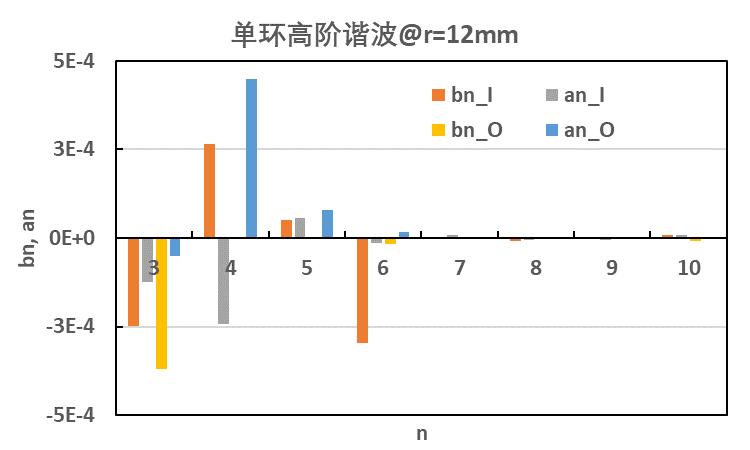 单环高阶谐波@r=12mm
5E-4
3E-4
0E+0
-3E-4
-5E-4
bn, an
bn_I
an_I
bn_O
an_O
3 4 5 6 7 8 9 10
n